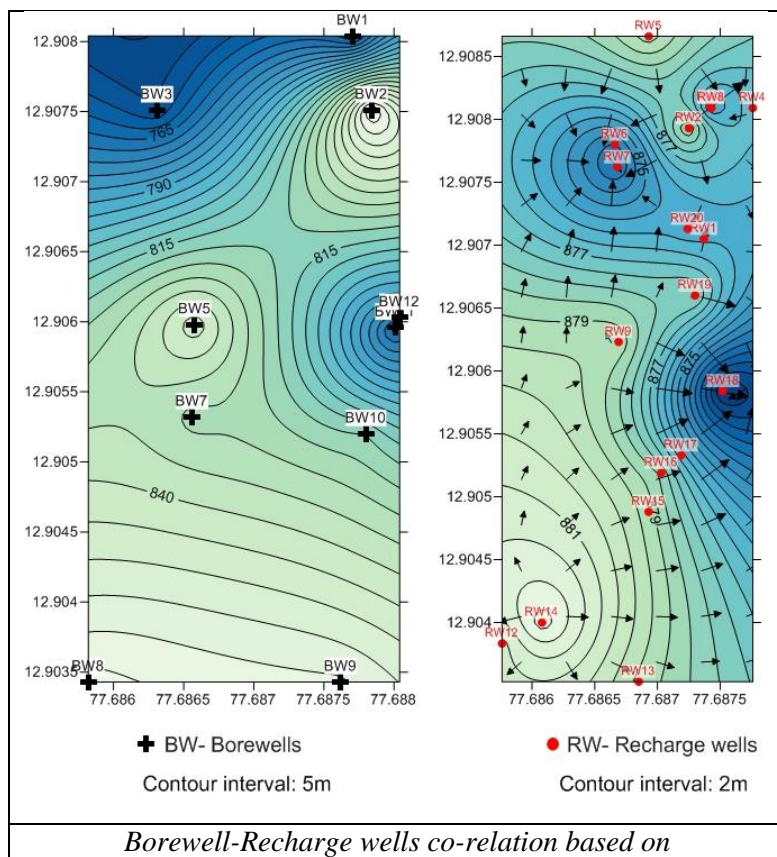 BW1
12.908
BW3
BW2
12.9075
765
12.907
790
12.9065
815
815
BW12
12.906
BW5
12.9055
BW7
BW10
12.905
840
12.9045
12.904
12.9035
BW8
BW9
77.686
77.6865
77.687
77.6875
77.688
BW- Borewells
Contour interval: 5m
RW5
12.9085
RW8
RW4
12.908
RW2
877
RW6
RW7
875
12.9075
RW20
RW1
12.907
877
RW19
12.9065
879
RW9
12.906
877
875
RW18
12.9055
RW17
RW16
12.905
RW15
879
881
12.9045
RW14
12.904
RW12
RW13
77.686
77.6865
77.687
77.6875
RW- Recharge wells
Contour interval: 2m
Borewell-Recharge wells co-relation based on